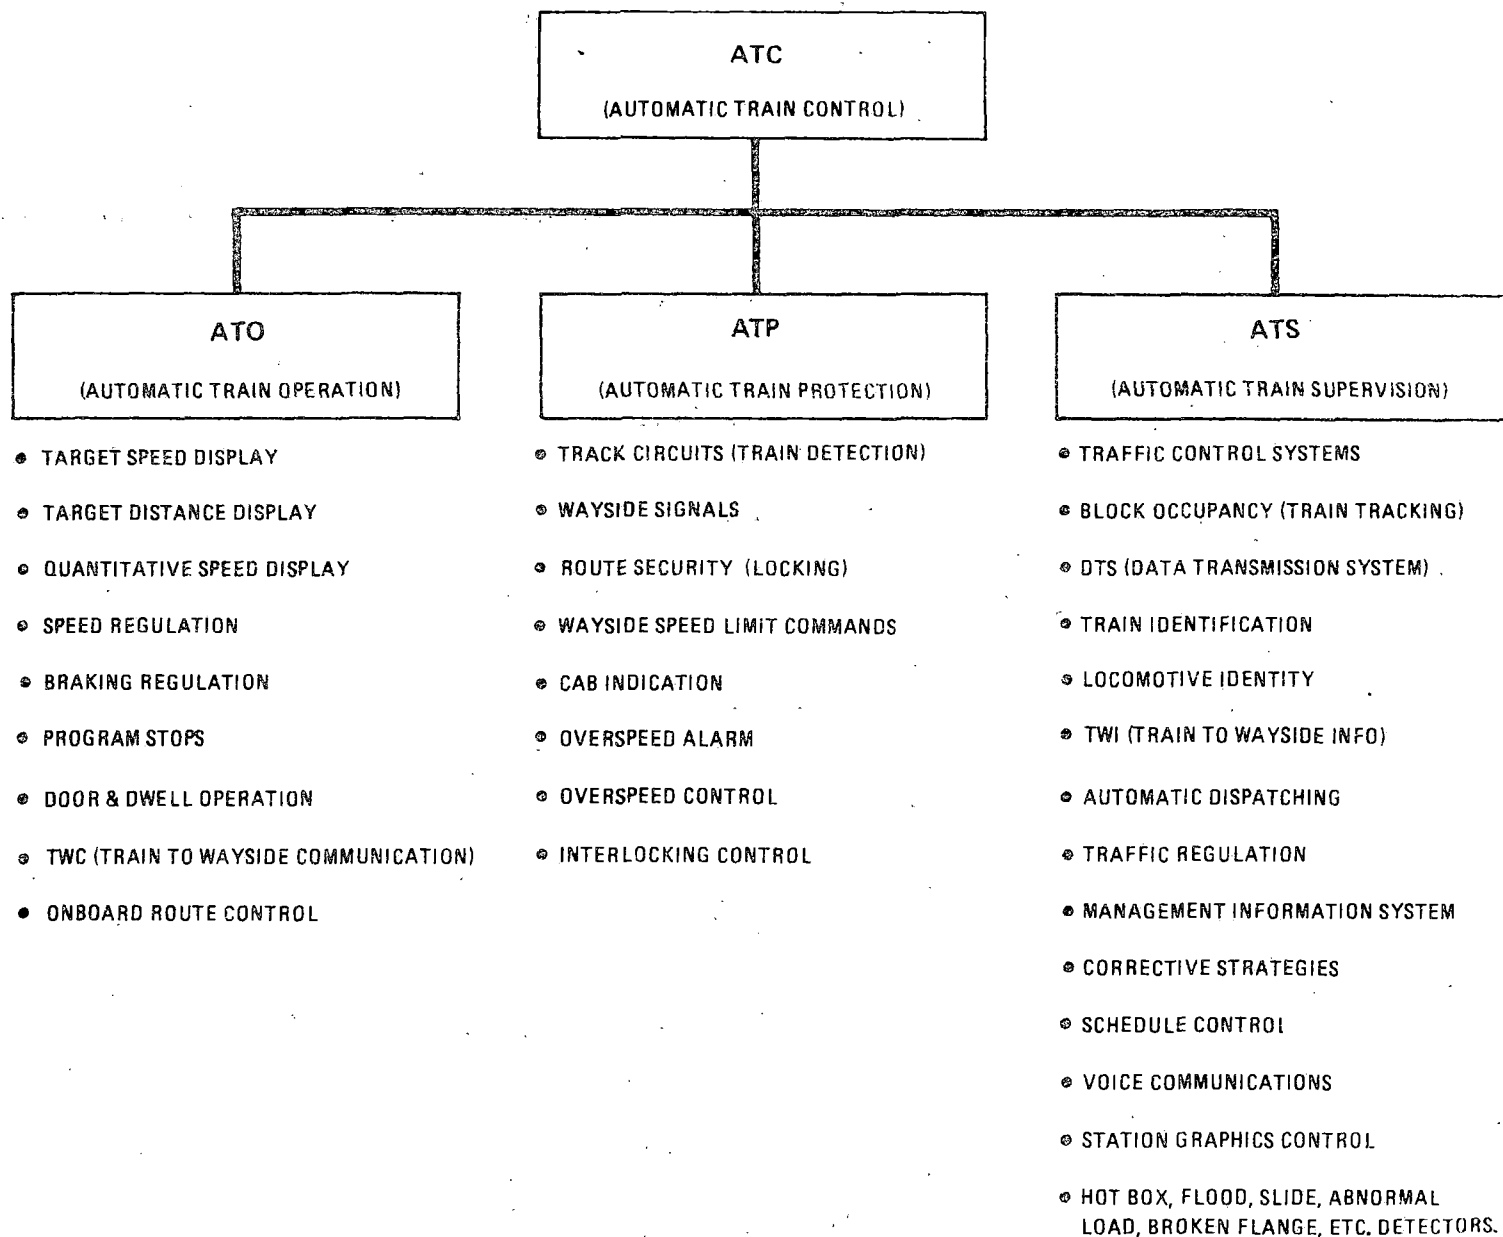 ATC
(AUTOMATIC TRAIN CONTROL)
ATO
(AUTOMATIC TRAIN OPERATION)
• TARGET SPEED DISPLAY
• TARGET DISTANCE DISPLAY
• QUANTITATIVE SPEED DISPLAY
• SPEED REGULATION
• BRAKING REGULATION
• PROGRAM STOPS
• DOOR & DWELL OPERATION
• TWC (TRAIN TO WAYSIDE COMMUNICATION)
• ONBOARD ROUTE CONTROL
ATP
(AUTOMATIC TRAIN PROTECTION)
• TRACK CIRCUITS (TRAIN DETECTION)
• WAYSIDE SIGNALS
• ROUTE SECURITY (LOCKING)
• WAYSIDE SPEED LIMIT COMMANDS
• CAB INDICATION
• OVERSPEED ALARM
• OVERSPEED CONTROL
• INTERLOCKING CONTROL
ATS
(AUTOMATIC TRAIN SUPERVISION)
• TRAFFIC CONTROL SYSTEMS
• BLOCK OCCUPANCY (TRAIN TRACKING)
• DTS (DATA TRANSMISSION SYSTEM)
• TRAIN IDENTIFICATION
• LOCOMOTIVE IDENTITY
• TWI (TRAIN TO WAYSIDE INFO)
• AUTOMATIC DISPATCHING
• TRAFFIC REGULATION
• MANAGEMENT INFORMATION SYSTEM
• CORRECTIVE STRATEGIES
• SCHEDULE CONTROL
• VOICE COMMUNICATIONS
• STATION GRAPHICS CONTROL
• HOT BOX, FLOOD, SLIDE, ABNORMAL
LOAD, BROKEN FLANGE, ETC. DETECTORS.